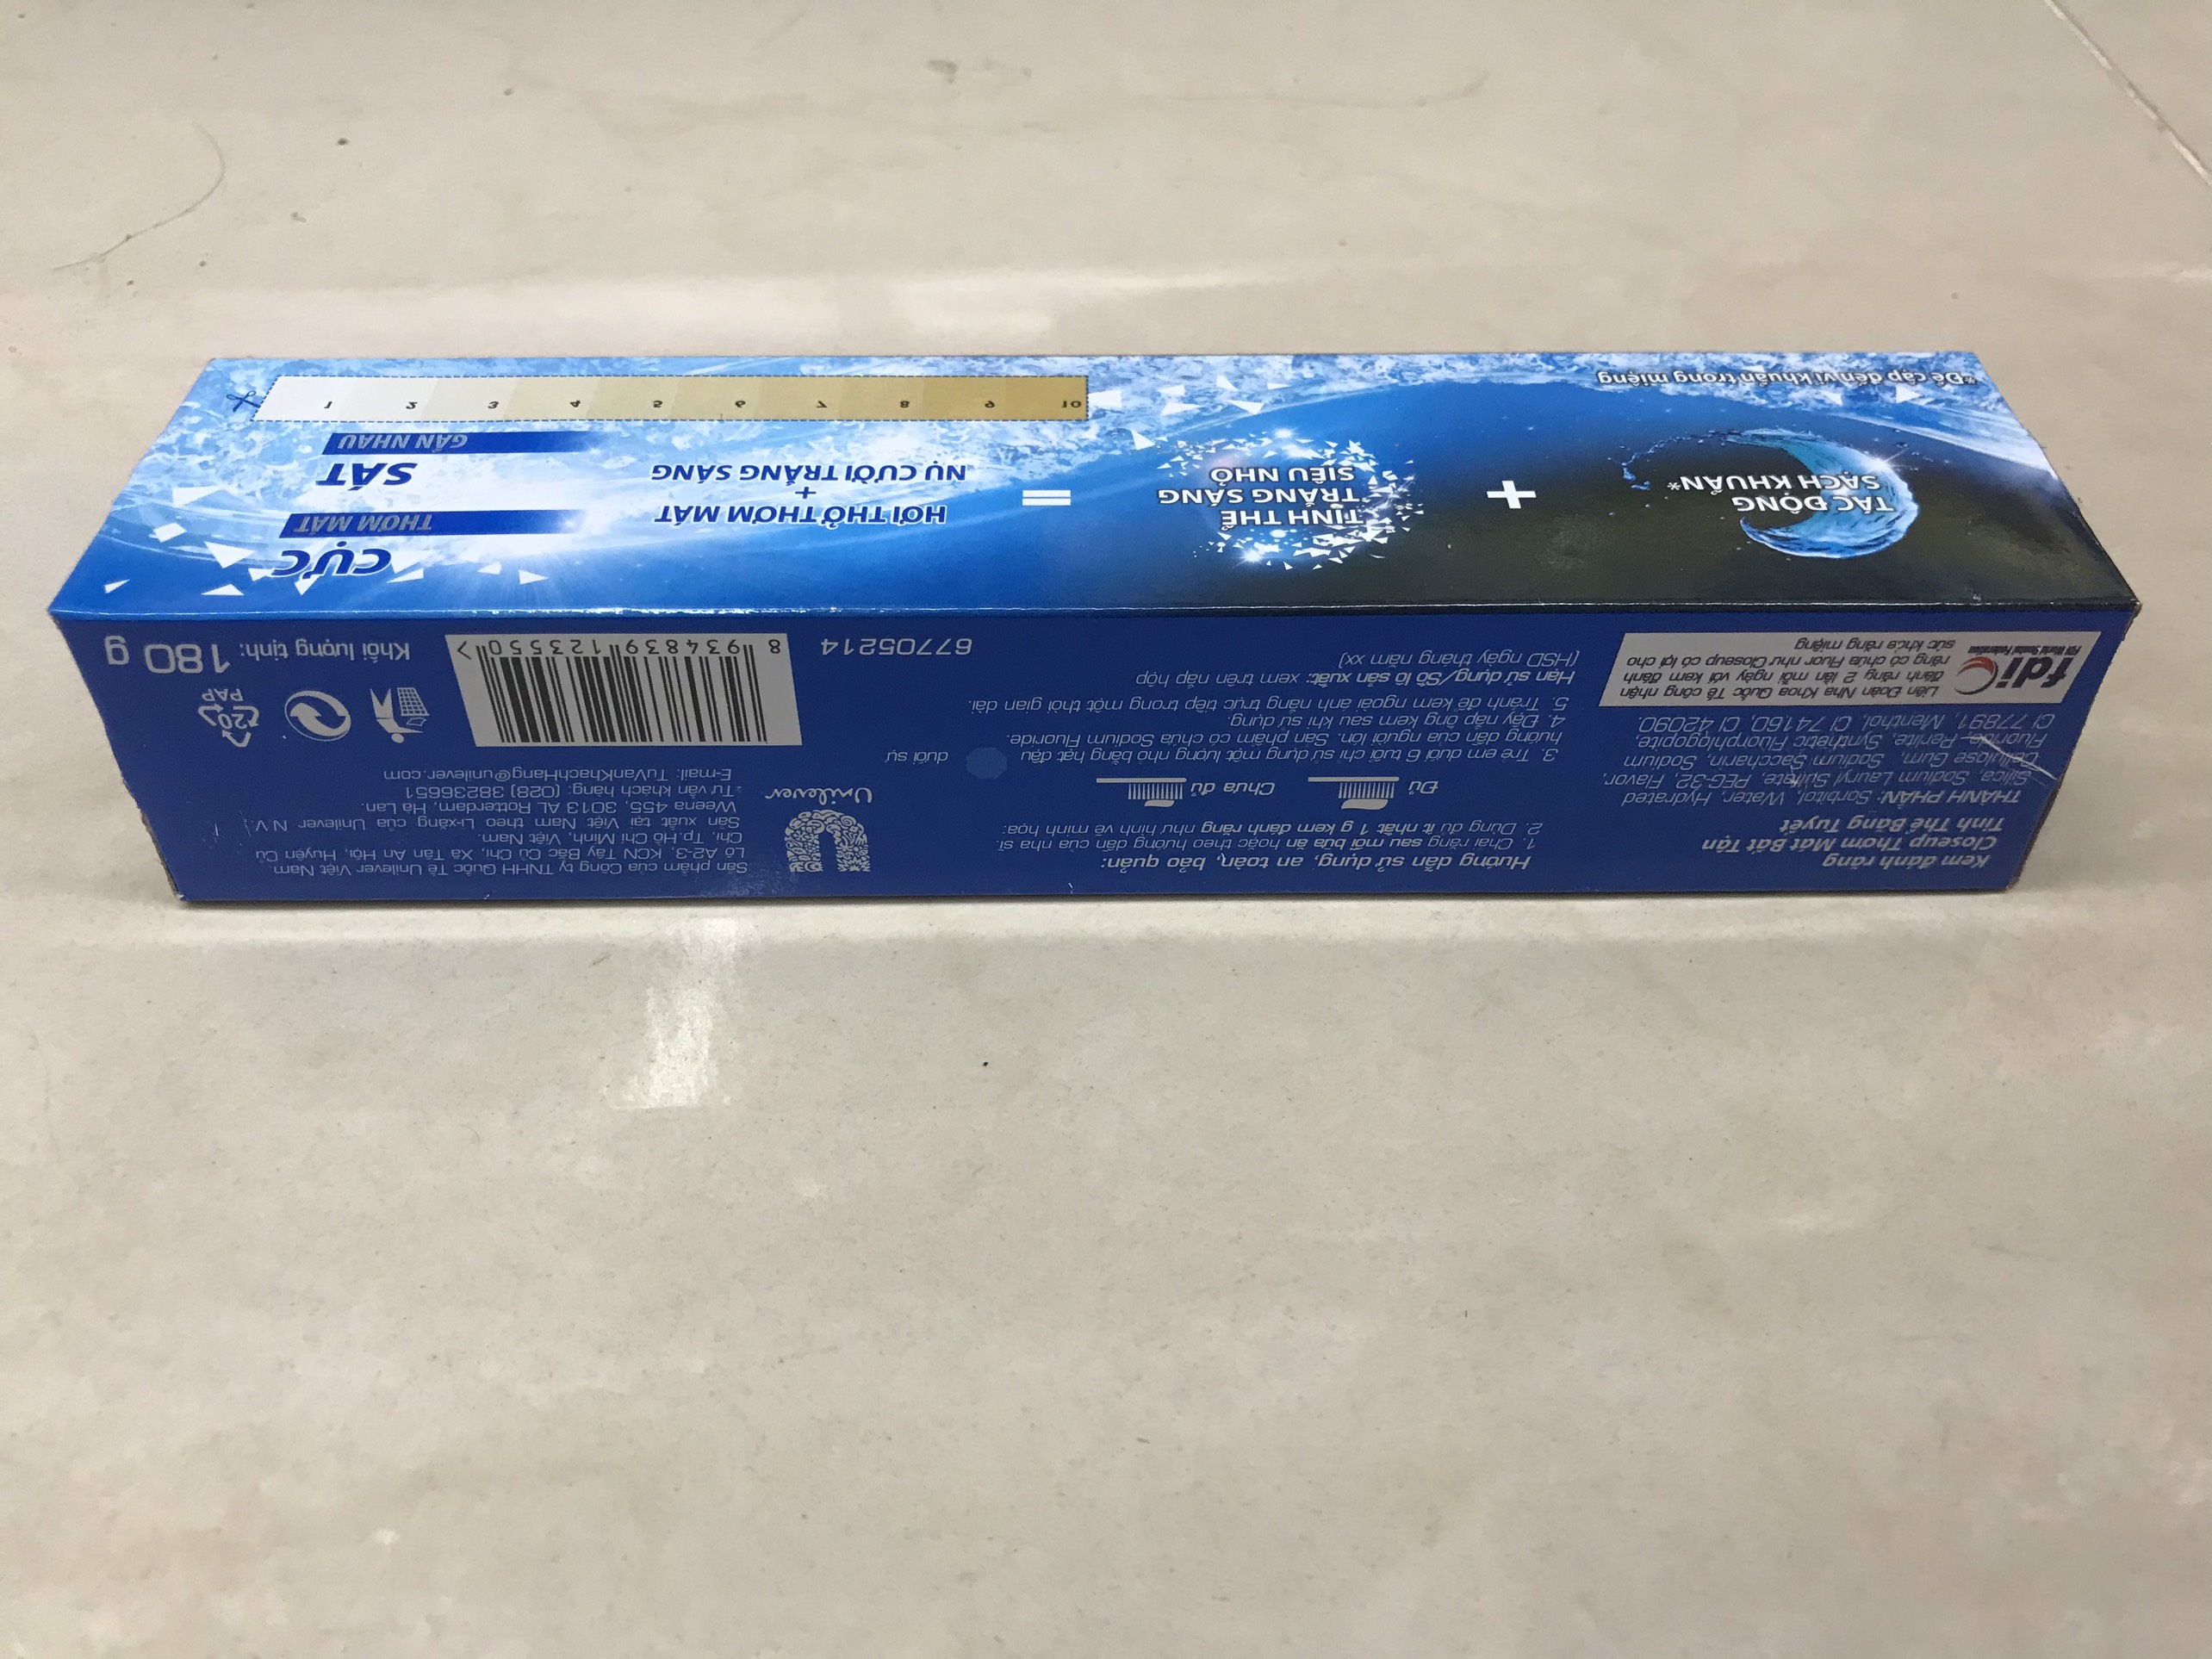 Kem đánh răng
Closeup Thơm Mát Bất Tận
Tinh Thể Băng Tuyết
THÀNH PHẦN: Sorbitol, Water, Hydrated
Silica, Sodium Lauryl Sulfate, PEG-32, Flavor,
Cellulose Gum, Sodium Saccharin, Sodium
Fluoride, Perlite, Synthetic Fluorphlogopite,
CI 77891, Menthol, CI 74160, CI 42090.
fdi
FDI World Dental Federation
Liên Đoàn Nha Khoa Quốc Tế công nhận
đánh răng 2 lần mỗi ngày với kem đánh
răng có chứa Fluor như Closeup có lợi cho
sức khỏe răng miệng
Hướng dẫn sử dụng, an toàn, bảo quản:
1. Chải răng sau mỗi bữa ăn hoặc theo hướng dẫn của nha sĩ.
2. Dùng đủ ít nhất 1 g kem đánh răng như hình vẽ minh họa:
Đủ
Chưa đủ
3. Trẻ em dưới 6 tuổi chỉ sử dụng một lượng nhỏ bằng hạt đậu dưới sự
hướng dẫn của người lớn. Sản phẩm có chứa Sodium Fluoride.
4. Đậy nắp ống kem sau khi sử dụng.
5. Tránh để kem ngoài ánh nắng trực tiếp trong một thời gian dài.
Hạn sử dụng/Số lô sản xuất: xem trên nắp hộp
(HSD ngày tháng năm xx)
67705214
Unilever
Sản phẩm của Công ty TNHH Quốc Tế Unilever Việt Nam
Lô A2-3, KCN Tây Bắc Củ Chi, Xã Tân An Hội, Huyện Củ
Chi, Tp.Hồ Chí Minh, Việt Nam.
Sản xuất tại Việt Nam theo Li-xăng của Unilever N.V.
Weena 455, 3013 AL Rotterdam, Hà Lan.
Tư vấn khách hàng: (028) 38236651
E-mail: TuVanKhachHang@unilever.com
8 934839 123550 >
20
PAP
Khối lượng tịnh: 180 g
TÁC ĐỘNG
SẠCH KHUẨN*
+
TINH THỂ
TRẮNG SÁNG
SIÊU NHỎ
=
HƠI THỞ THƠM MÁT
+
NỤ CƯỜI TRẮNG SÁNG
CỰC
THƠM MÁT
SÁT
GẦN NHAU
*Đề cập đến vi khuẩn trong miệng
10 9 8 7 6 5 4 3 2 1